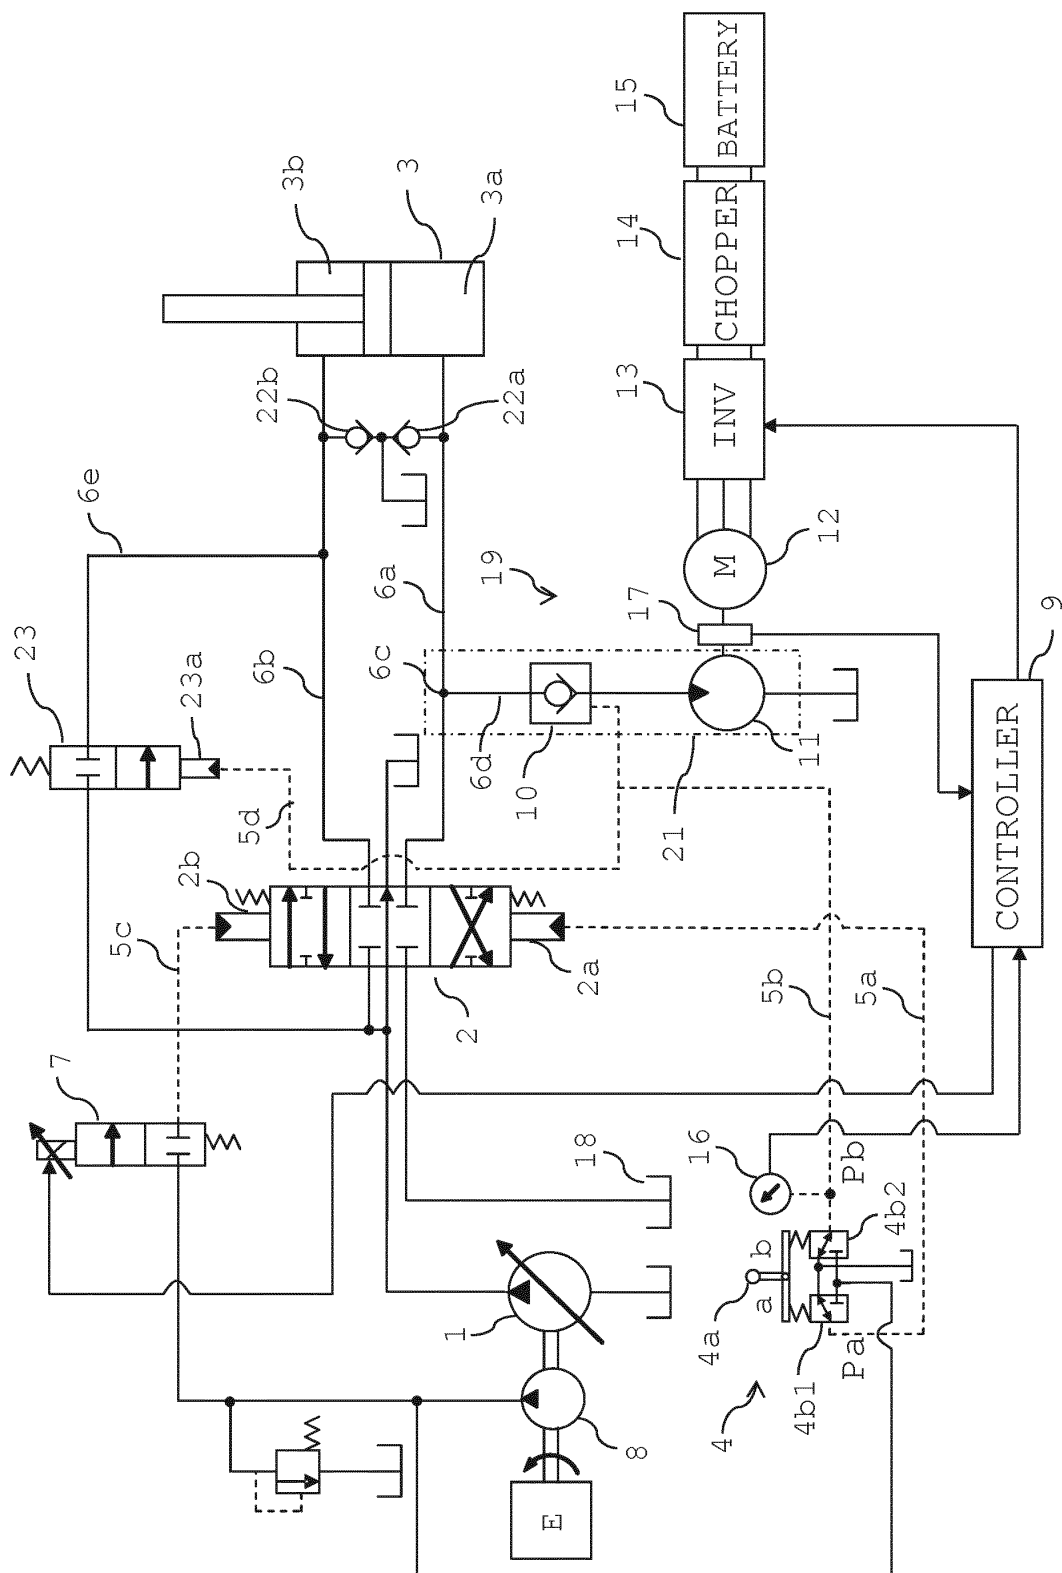 BATTERY
15
CHOPPER
14
INV
13
M
12
17
19
3b
3
3a
22b
22a
6e
6a
6b
6c
6d
10
11
21
23
23a
5d
2b
5c
2a
2
5b
5a
9
CONTROLLER
7
18
16
Pb
4b2
b
a
4a
Pa
4b1
4
1
8
E